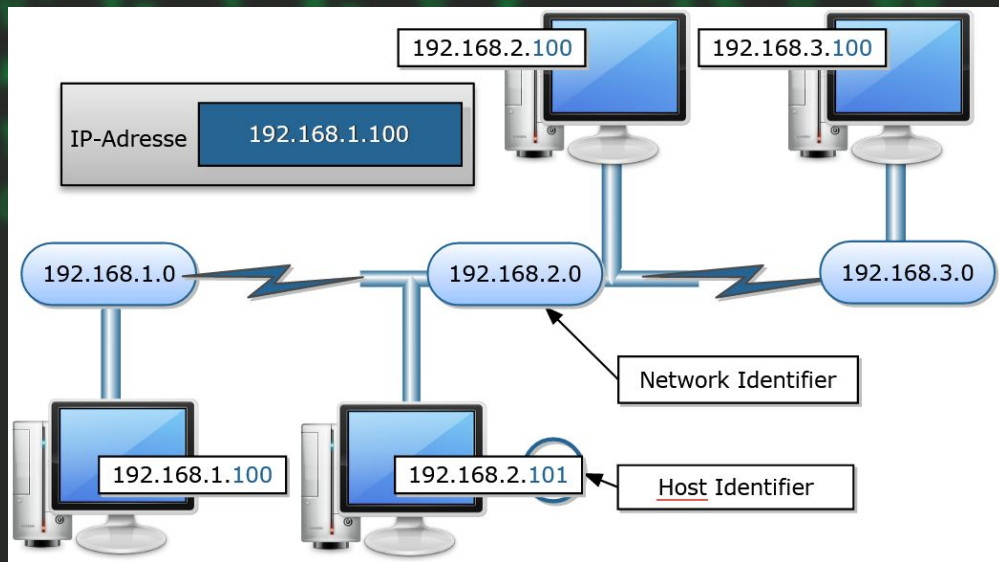 192.168.2.100
192.168.3.100
IP-Adresse
192.168.1.100
192.168.1.0
192.168.2.0
192.168.3.0
Network Identifier
192.168.1.100
192.168.2.101
Host Identifier